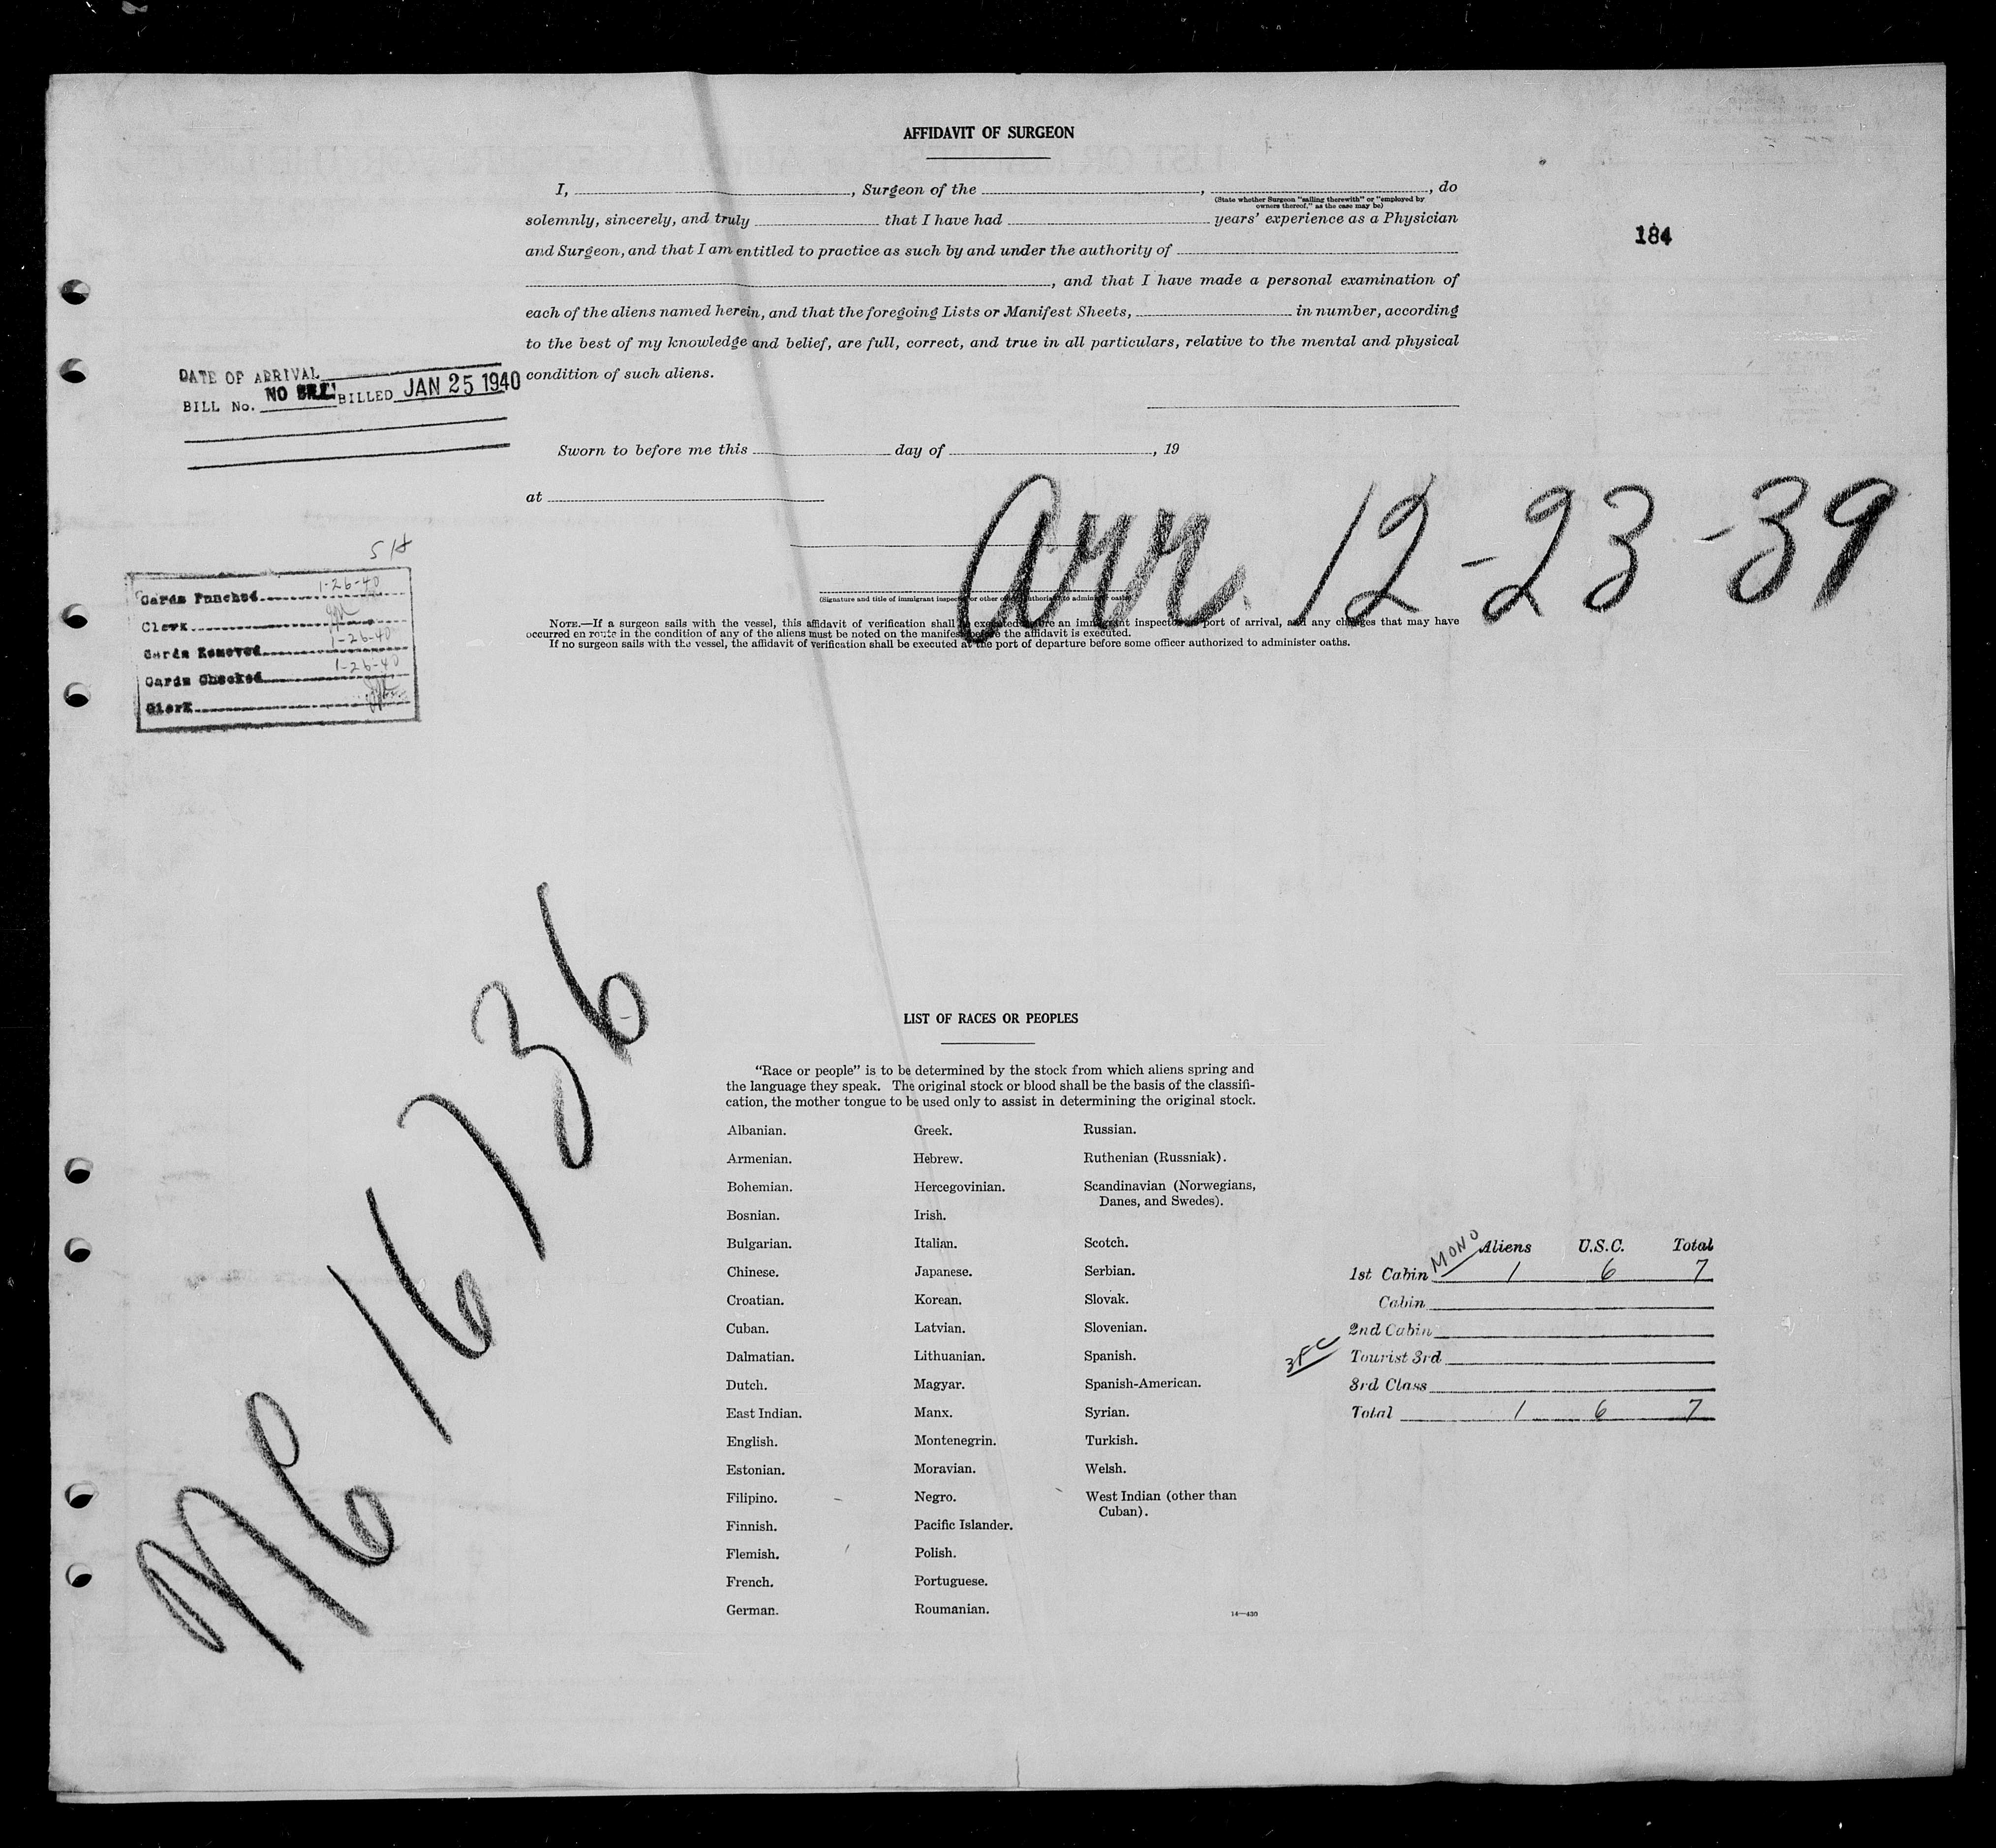 AFFIDAVIT OF SURGEON
I, , Surgeon of the , , do
(State whether Surgeon "sailing therewith" or "employed by
owners thereof," as the case may be)
solemnly, sincerely, and truly that I have had years' experience as a Physician
184
and Surgeon, and that I am entitled to practice as such by and under the authority of
, and that I have made a personal examination of
each of the aliens named herein, and that the foregoing Lists or Manifest Sheets, in number, according
to the best of my knowledge and belief, are full, correct, and true in all particulars, relative to the mental and physical
condition of such aliens.
DATE OF ARRIVAL
BILL No. NO BILL BILLED JAN 25 1940
Sworn to before me this day of , 19
at
Arr. 12-23-39
(Signature and title of immigrant inspector or other officer authorized to administer oaths)
NOTE.—If a surgeon sails with the vessel, this affidavit of verification shall be executed before an immigrant inspector at port of arrival, and any changes that may have
occurred en route in the condition of any of the aliens must be noted on the manifest before the affidavit is executed.
If no surgeon sails with the vessel, the affidavit of verification shall be executed at the port of departure before some officer authorized to administer oaths.
Cards Punched 1-26-40
Clerk
Cards Removed 1-26-40
Cards Checked 1-26-40
Clerk
LIST OF RACES OR PEOPLES
"Race or people" is to be determined by the stock from which aliens spring and
the language they speak. The original stock or blood shall be the basis of the classifi-
cation, the mother tongue to be used only to assist in determining the original stock.
Albanian.
Armenian.
Bohemian.
Bosnian.
Bulgarian.
Chinese.
Croatian.
Cuban.
Dalmatian.
Dutch.
East Indian.
English.
Estonian.
Filipino.
Finnish.
Flemish.
French.
German.
Greek.
Hebrew.
Hercegovinian.
Irish.
Italian.
Japanese.
Korean.
Latvian.
Lithuanian.
Magyar.
Manx.
Montenegrin.
Moravian.
Negro.
Pacific Islander.
Polish.
Portuguese.
Roumanian.
Russian.
Ruthenian (Russniak).
Scandinavian (Norwegians,
Danes, and Swedes).
Scotch.
Serbian.
Slovak.
Slovenian.
Spanish.
Spanish-American.
Syrian.
Turkish.
Welsh.
West Indian (other than
Cuban).
14—430
MONO
Aliens U.S.C. Total
1st Cabin 1 6 7
Cabin
2nd Cabin
Tourist 3rd
3rd Class
Total 1 6 7
NC 16736